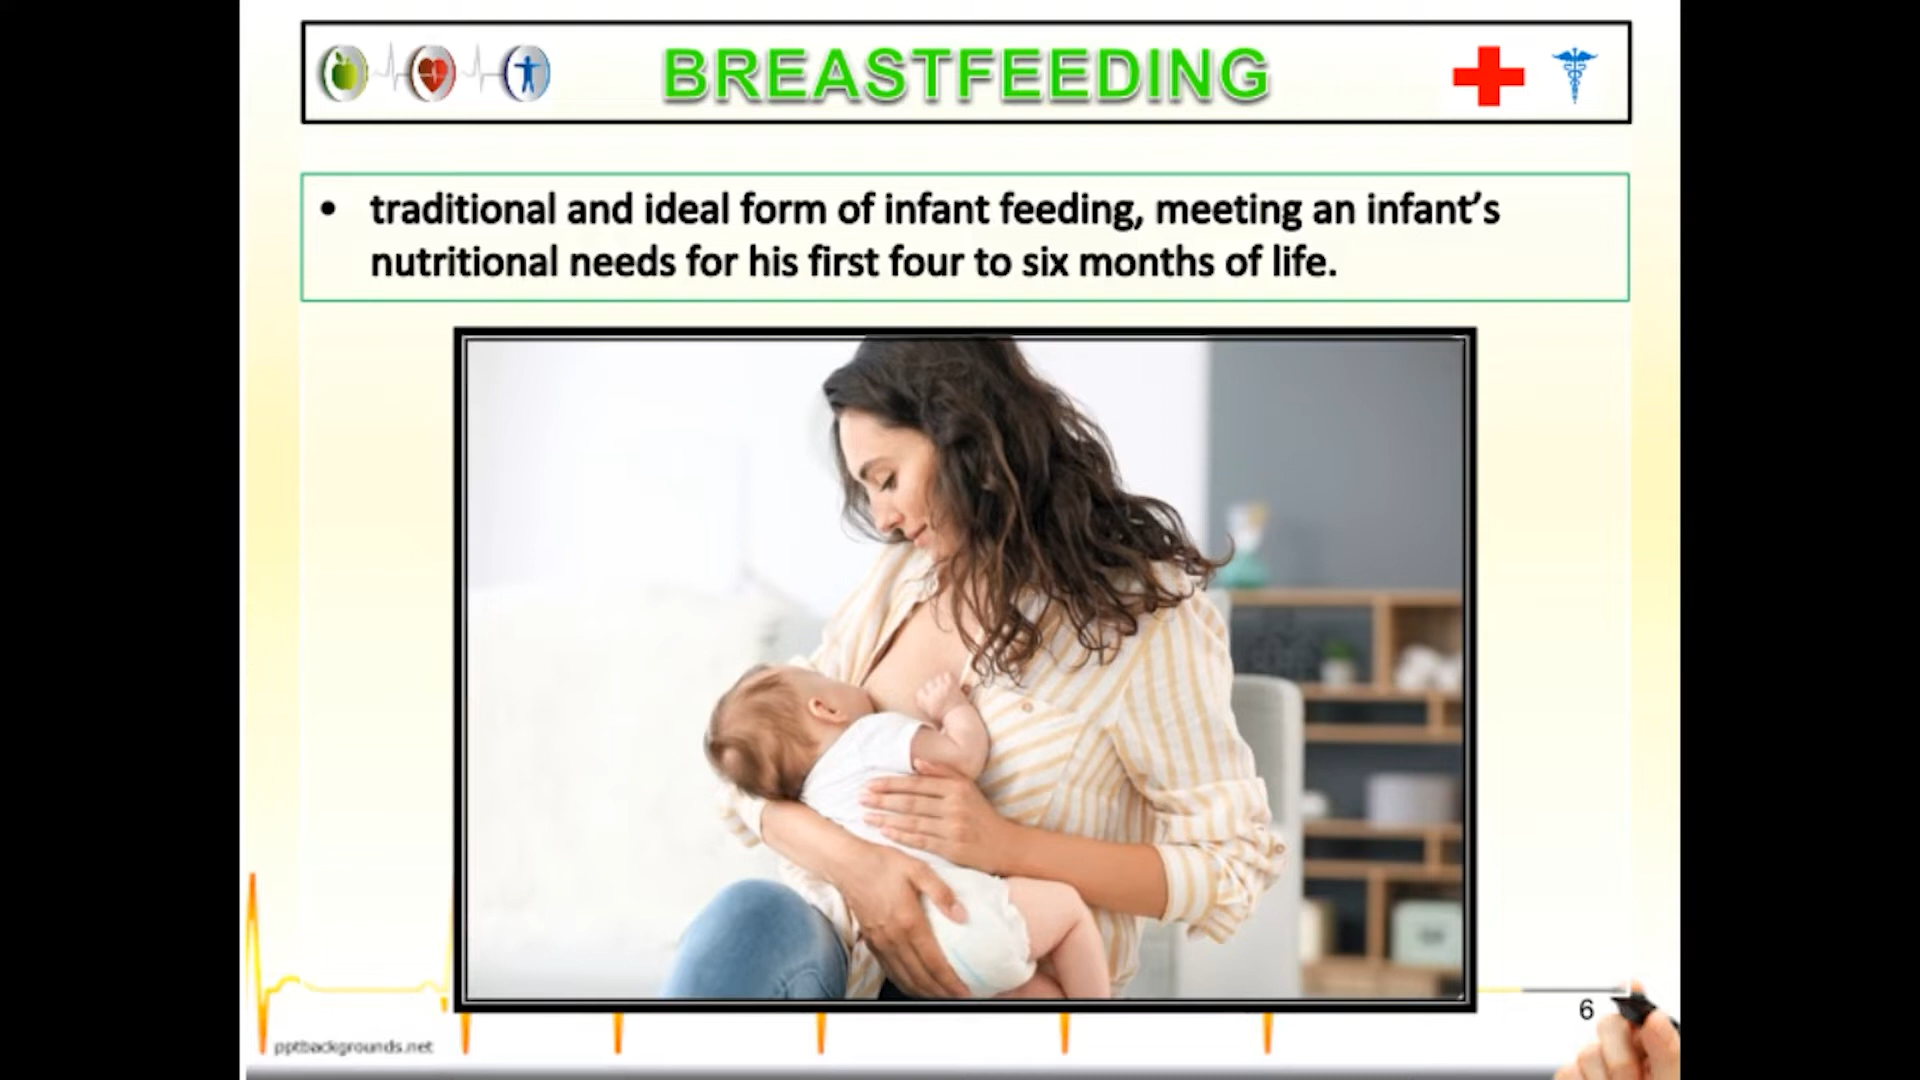 BREASTFEEDING
• traditional and ideal form of infant feeding, meeting an infant’s
nutritional needs for his first four to six months of life.
6
pptbackgrounds.net